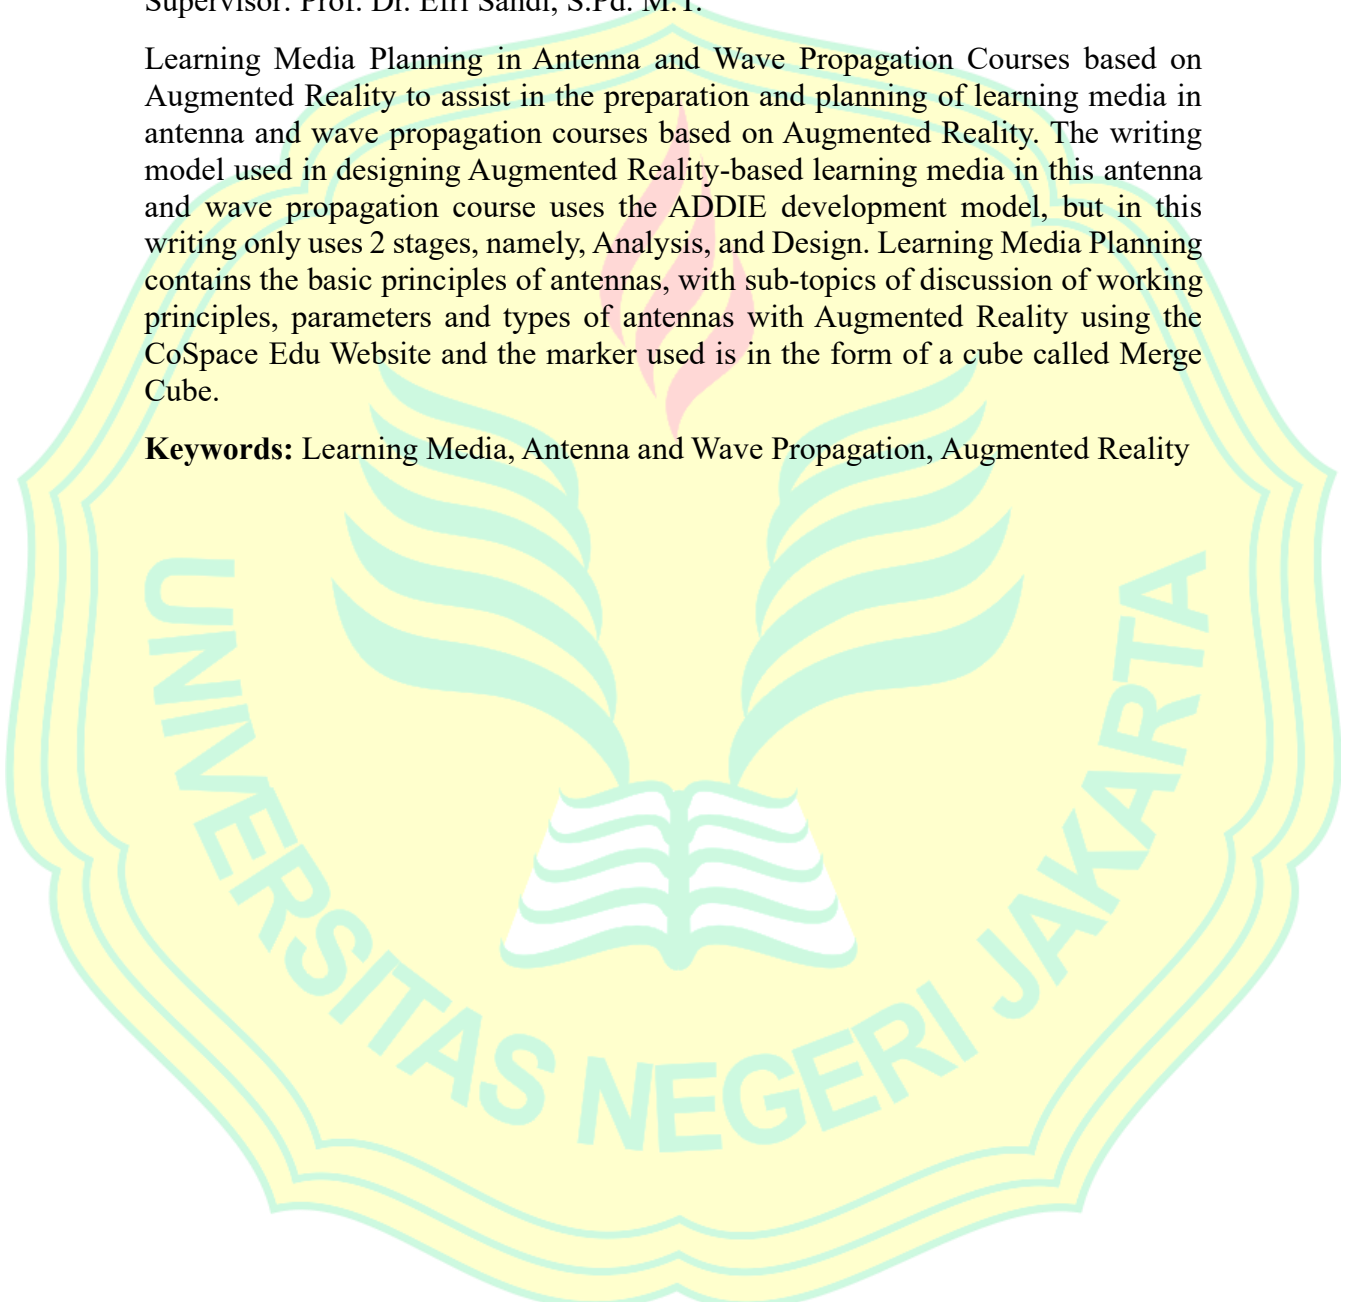 Supervisor: Prof. Dr. Efri Sandi, S.Pd. M.T.
Learning Media Planning in Antenna and Wave Propagation Courses based on
Augmented Reality to assist in the preparation and planning of learning media in
antenna and wave propagation courses based on Augmented Reality. The writing
model used in designing Augmented Reality-based learning media in this antenna
and wave propagation course uses the ADDIE development model, but in this
writing only uses 2 stages, namely, Analysis, and Design. Learning Media Planning
contains the basic principles of antennas, with sub-topics of discussion of working
principles, parameters and types of antennas with Augmented Reality using the
CoSpace Edu Website and the marker used is in the form of a cube called Merge
Cube.
Keywords: Learning Media, Antenna and Wave Propagation, Augmented Reality
UNIVERSITAS NEGERI JAKARTA